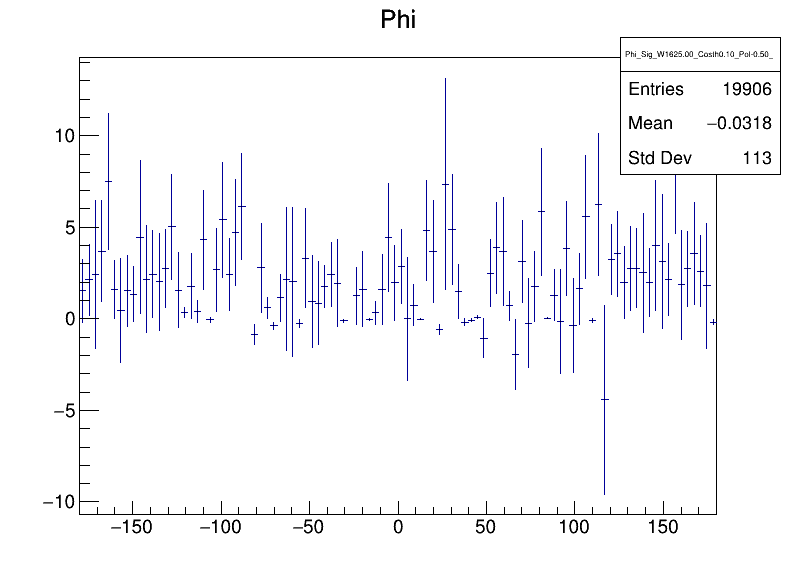 Phi
Phi_Sig_W1625.00_Costh0.10_Pol-0.50_
Entries 19906
Mean −0.0318
Std Dev 113
10
5
0
−5
−10
−150 −100 −50 0 50 100 150